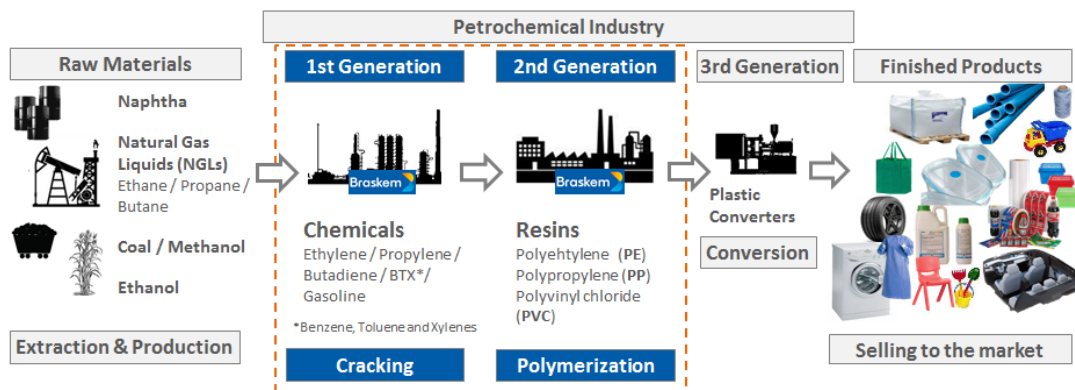 Petrochemical Industry
Raw Materials
1st Generation
2nd Generation
3rd Generation
Finished Products
Naphtha
Natural Gas
Liquids (NGLs)
Ethane / Propane /
Butane
Coal / Methanol
Ethanol
Extraction & Production
Braskem
Chemicals
Ethylene / Propylene /
Butadiene / BTX*/
Gasoline
*Benzene, Toluene and Xylenes
Cracking
Braskem
Resins
Polyehtylene (PE)
Polypropylene (PP)
Polyvinyl chloride
(PVC)
Polymerization
Plastic
Converters
Conversion
Selling to the market